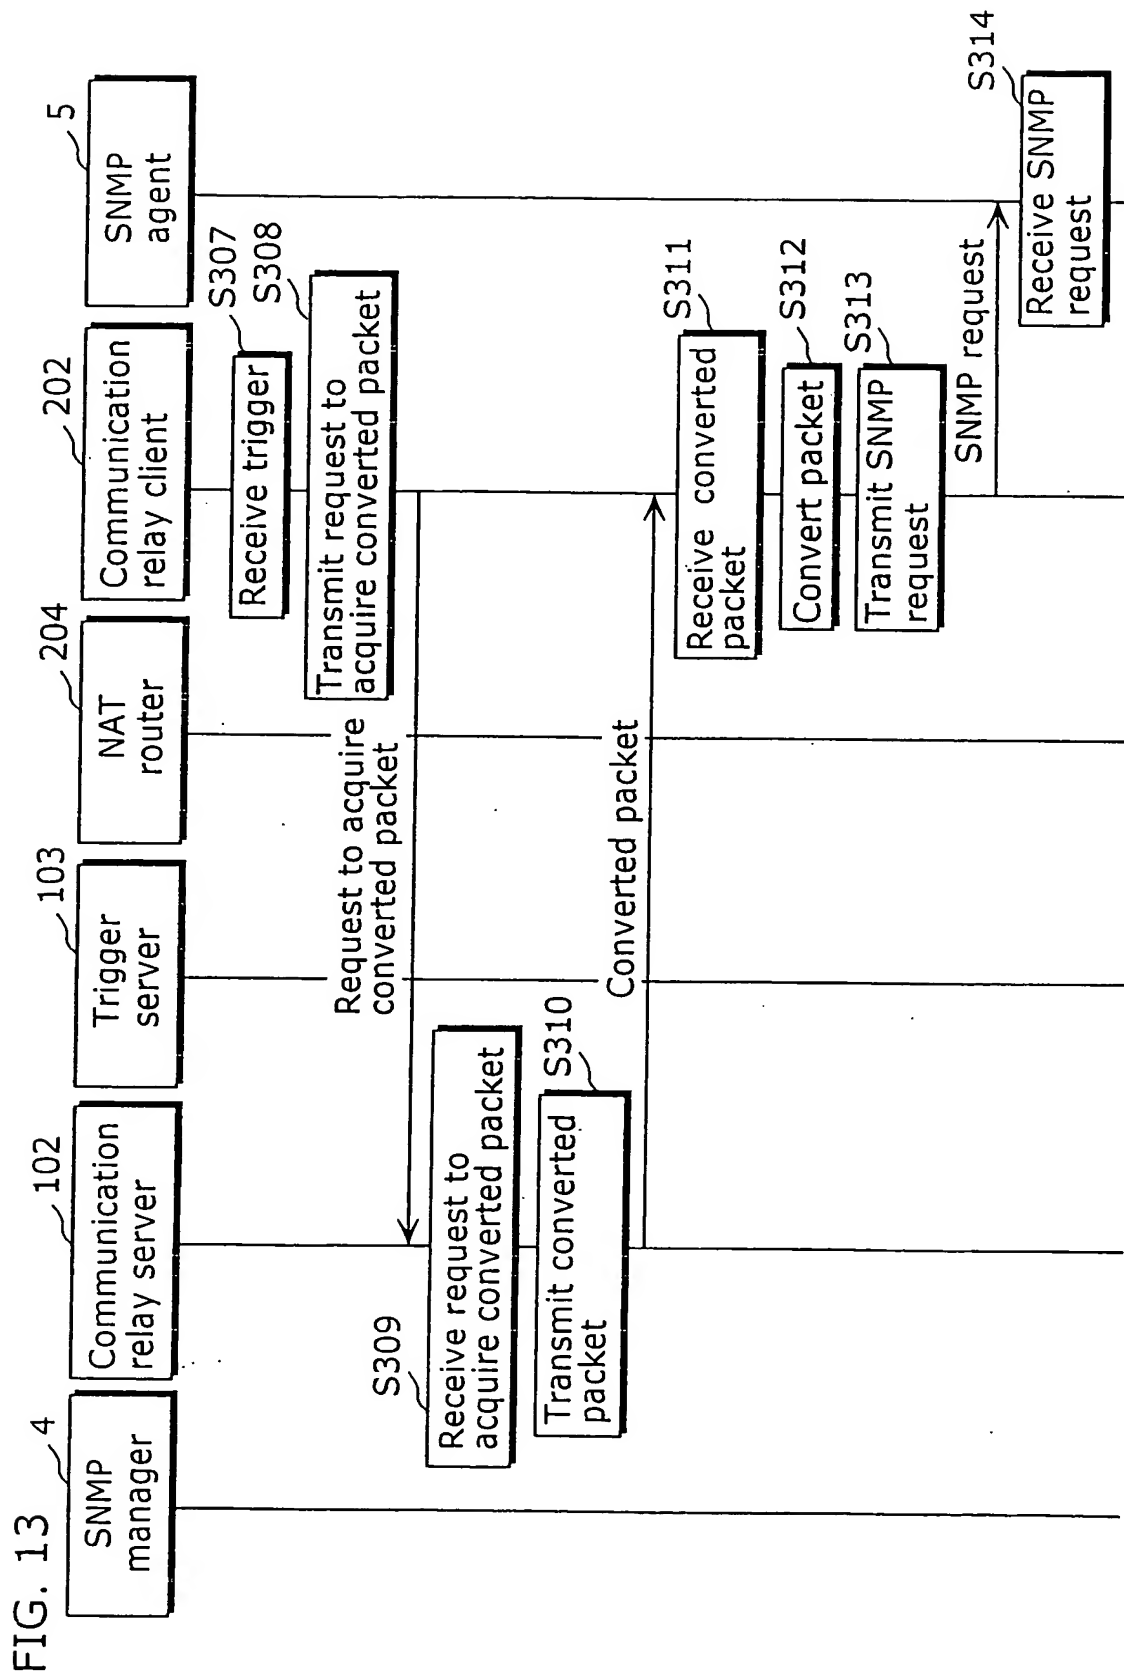 FIG. 13
4
SNMP
manager
102
Communication
relay server
103
Trigger
server
204
NAT
router
202
Communication
relay client
5
SNMP
agent
S307
Receive trigger
S308
Transmit request to
acquire converted packet
Request to acquire
converted packet
S309
Receive request to
acquire converted packet
S310
Transmit converted
packet
Converted packet
S311
Receive converted
packet
S312
Convert packet
S313
Transmit SNMP
request
SNMP request
S314
Receive SNMP
request